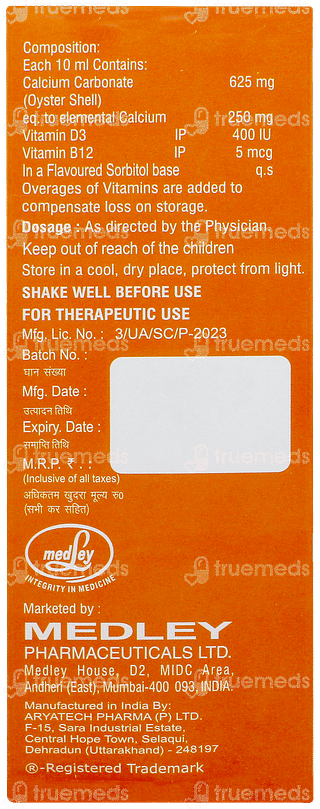 Composition:
Each 10 ml Contains:
Calcium Carbonate 625 mg
(Oyster Shell)
eq. to elemental Calcium 250 mg
Vitamin D3 IP 400 IU
Vitamin B12 IP 5 mcg
In a Flavoured Sorbitol base q.s
Overages of Vitamins are added to
compensate loss on storage.
Dosage : As directed by the Physician.
Keep out of reach of the children
Store in a cool, dry place, protect from light.
SHAKE WELL BEFORE USE
FOR THERAPEUTIC USE
Mfg. Lic. No. : 3/UA/SC/P-2023
Batch No. :
घान संख्या
Mfg. Date :
उत्पादन तिथि
Expiry. Date :
समाप्ति तिथि
M.R.P. ₹ . :
(Inclusive of all taxes)
अधिकतम खुदरा मूल्य रु०
(सभी कर सहित)
medley
INTEGRITY IN MEDICINE
Marketed by :
MEDLEY
PHARMACEUTICALS LTD.
Medley House, D2, MIDC Area,
Andheri (East), Mumbai-400 093, INDIA.
Manufactured in India By:
ARYATECH PHARMA (P) LTD.
F-15, Sara Industrial Estate,
Central Hope Town, Selaqui,
Dehradun (Uttarakhand) - 248197
®-Registered Trademark
truemeds